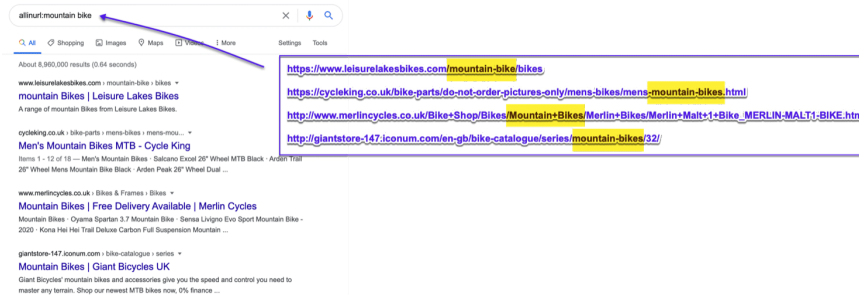 allinurl:mountain bike
All Shopping Images Maps Videos More Settings Tools
About 8,960,000 results (0.64 seconds)
www.leisurelakesbikes.com › mountain-bike › bikes
mountain Bikes | Leisure Lakes Bikes
A range of mountain Bikes from Leisure Lakes Bikes.
cycleking.co.uk › bike-parts › mens-bikes › mens-mou...
Men's Mountain Bikes MTB - Cycle King
Items 1 - 12 of 18 — Men's Mountain Bikes · Salcano Excel 26" Wheel MTB Black · Arden Trail
26" Wheel Mens Mountain Bike Black · Arden Peak 26" Wheel Dual ...
www.merlincycles.co.uk › Bikes & Frames › Bikes
Mountain Bikes | Free Delivery Available | Merlin Cycles
Mountain Bikes · Oyama Spartan 3.7 Mountain Bike · Sensa Livigno Evo Sport Mountain Bike -
2020 · Kona Hei Hei Trail Deluxe Carbon Full Suspension Mountain ...
giantstore-147.iconum.com › bike-catalogue › series
Mountain Bikes | Giant Bicycles UK
Giant Bicycles' mountain bikes and accessories give you the speed and control you need to
master any terrain. Shop our newest MTB bikes now, 0% finance ...
https://www.leisurelakesbikes.com/mountain-bike/bikes
https://cycleking.co.uk/bike-parts/do-not-order-pictures-only/mens-bikes/mens-mountain-bikes.html
http://www.merlincycles.co.uk/Bike+Shop/Bikes/Mountain+Bikes/Merlin+Bikes/Merlin+Malt+1+Bike_MERLIN-MALT1-BIKE.htm
http://giantstore-147.iconum.com/en-gb/bike-catalogue/series/mountain-bikes/32//